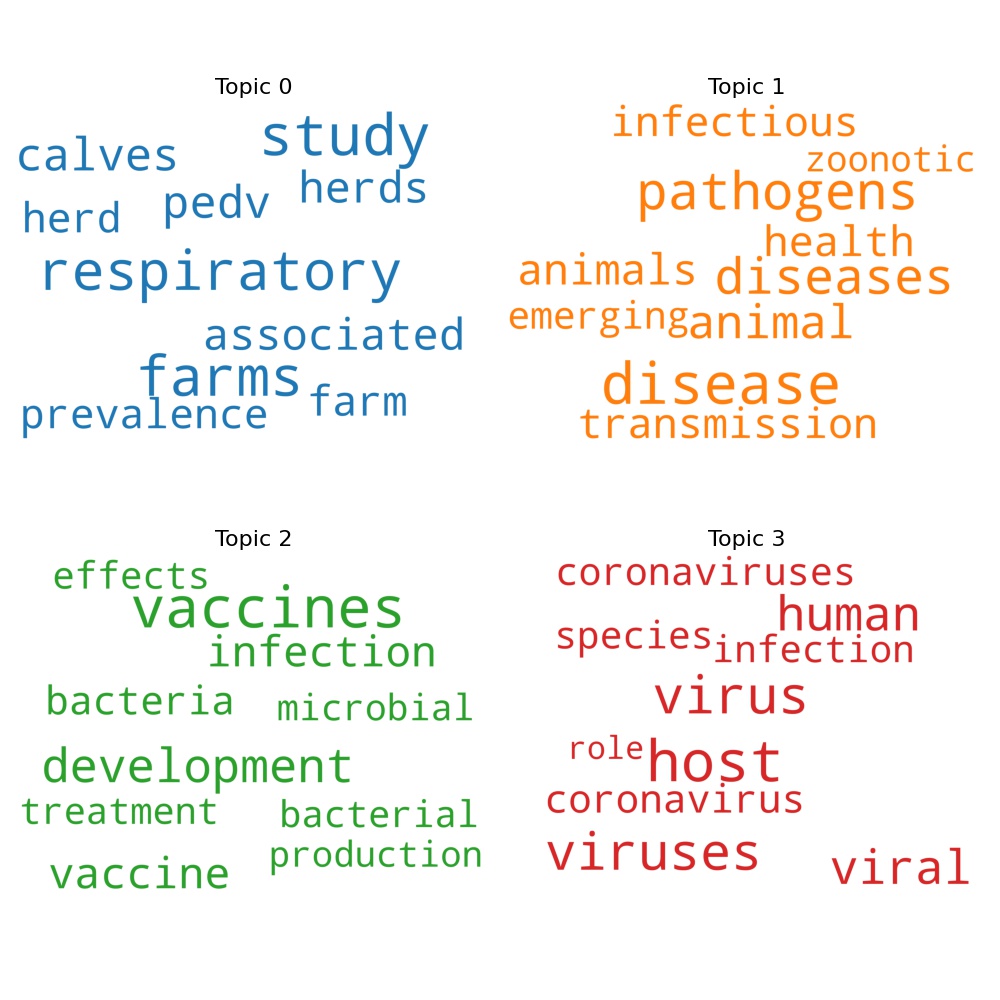 Topic 0
study
calves
herds
pedv
herd
respiratory
associated
farms
farm
prevalence
Topic 1
infectious
zoonotic
pathogens
health
animals
diseases
emerging
animal
disease
transmission
Topic 2
effects
vaccines
infection
bacteria
microbial
development
treatment
bacterial
production
vaccine
Topic 3
coronaviruses
human
species
infection
virus
role
host
coronavirus
viruses
viral